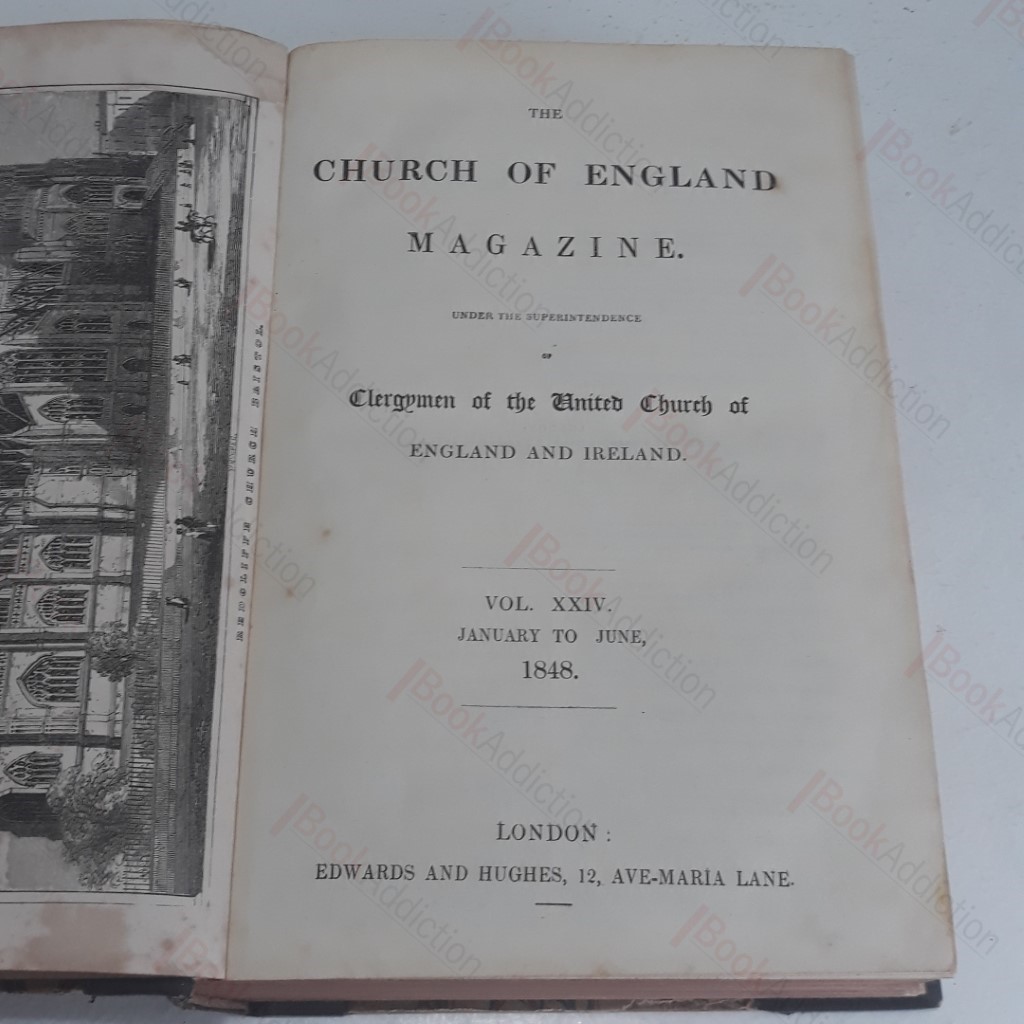 THE
CHURCH OF ENGLAND
MAGAZINE.
UNDER THE SUPERINTENDENCE
OF
Clergymen of the United Church of
ENGLAND AND IRELAND.
VOL. XXIV.
JANUARY TO JUNE,
1848.
LONDON:
EDWARDS AND HUGHES, 12, AVE-MARIA LANE.
BookAddiction